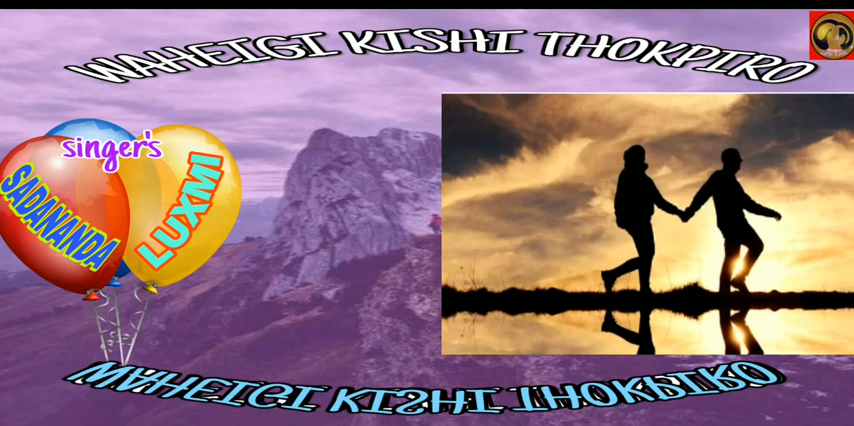 WAHEIGI KISHI THOKPIRO
singer's
SADANANDA
LUXMI
WAHEIGI KISHI THOKPIRO